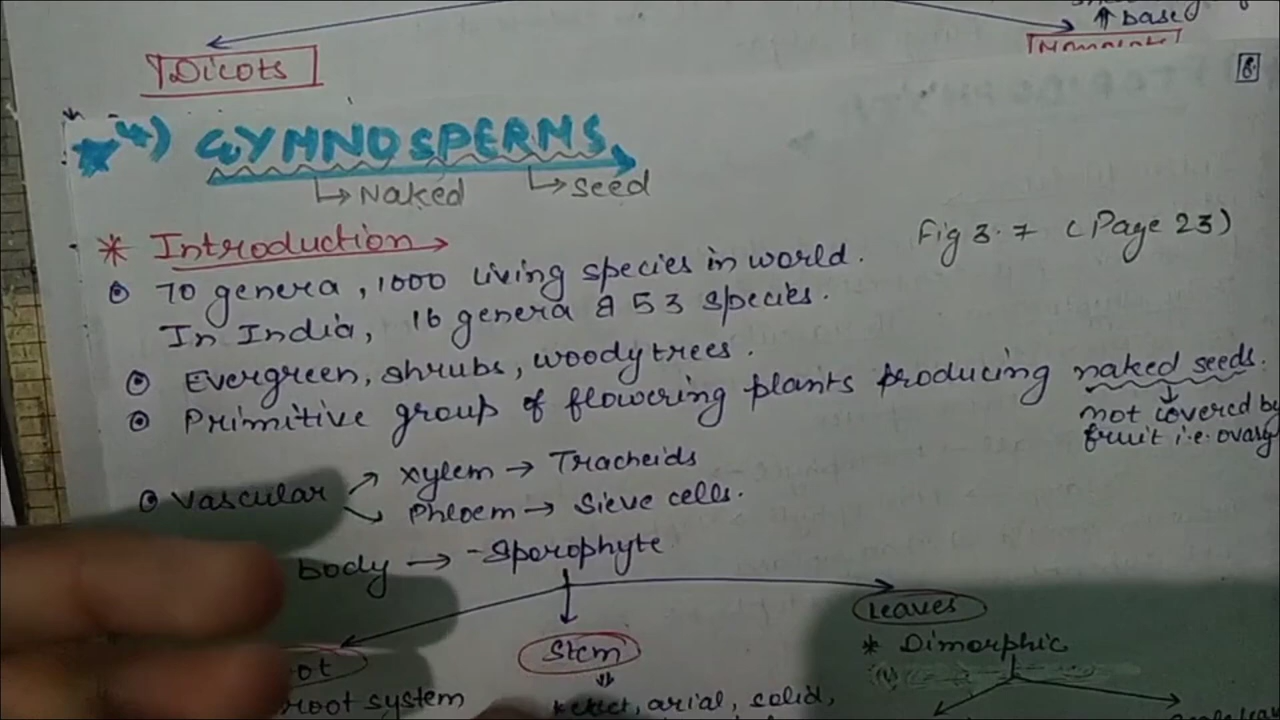 ↑ based
Dicots
8
*4) GYMNOSPERMS
↳ Naked ↳ seed
* Introduction →
Fig 3.7 (Page 23)
70 genera, 1000 living species in world.
In India, 16 genera & 53 species.
Evergreen, shrubs, woody trees.
Primitive group of flowering plants producing naked seeds.
not covered by
fruit i.e. ovary
Vascular
Xylem → Tracheids
Phloem → Sieve cells.
body → - Sporophyte
Leaves
Stem
* Dimorphic
root system
arial, solid,